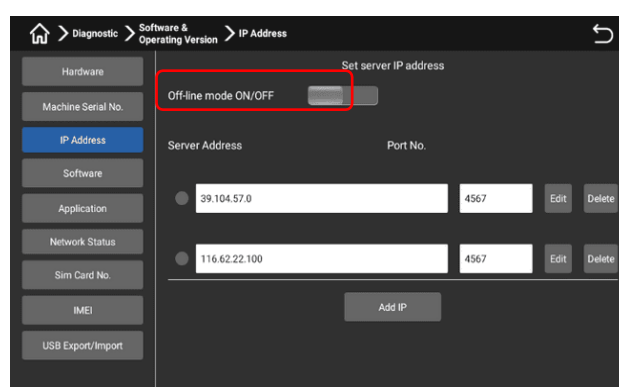 Diagnostic
Software &
Operating Version
IP Address
Hardware
Machine Serial No.
IP Address
Software
Application
Network Status
Sim Card No.
IMEI
USB Export/Import
Set server IP address
Off-line mode ON/OFF
Server Address Port No.
39.104.57.0 4567 Edit Delete
116.62.22.100 4567 Edit Delete
Add IP